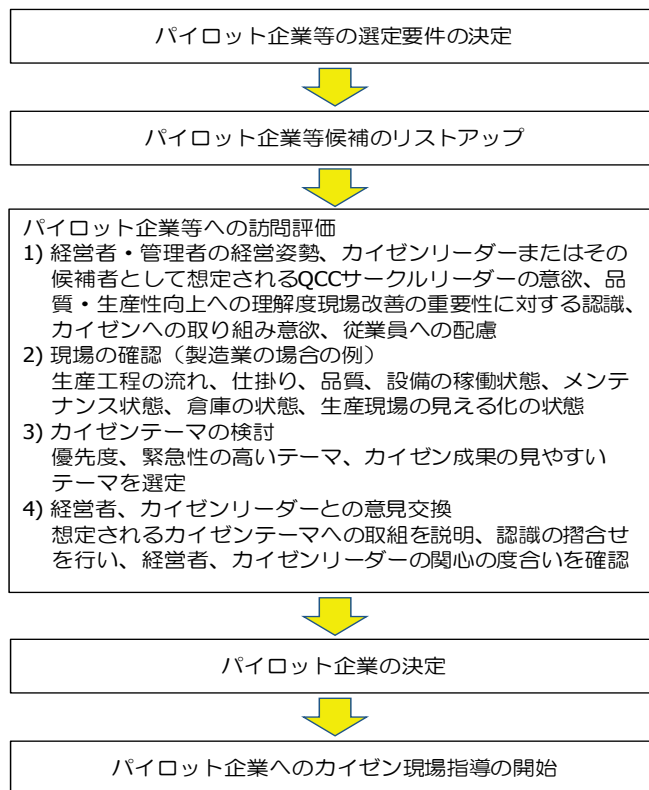 パイロット企業等の選定要件の決定
パイロット企業等候補のリストアップ
パイロット企業等への訪問評価
1) 経営者・管理者の経営姿勢、カイゼンリーダーまたはその
候補者として想定されるQCCサークルリーダーの意欲、品
質・生産性向上への理解度現場改善の重要性に対する認識、
カイゼンへの取り組み意欲、従業員への配慮
2) 現場の確認（製造業の場合の例）
生産工程の流れ、仕掛り、品質、設備の稼働状態、メンテ
ナンス状態、倉庫の状態、生産現場の見える化の状態
3) カイゼンテーマの検討
優先度、緊急性の高いテーマ、カイゼン成果の見やすい
テーマを選定
4) 経営者、カイゼンリーダーとの意見交換
想定されるカイゼンテーマへの取組を説明、認識の摺合せ
を行い、経営者、カイゼンリーダーの関心の度合いを確認
パイロット企業の決定
パイロット企業へのカイゼン現場指導の開始